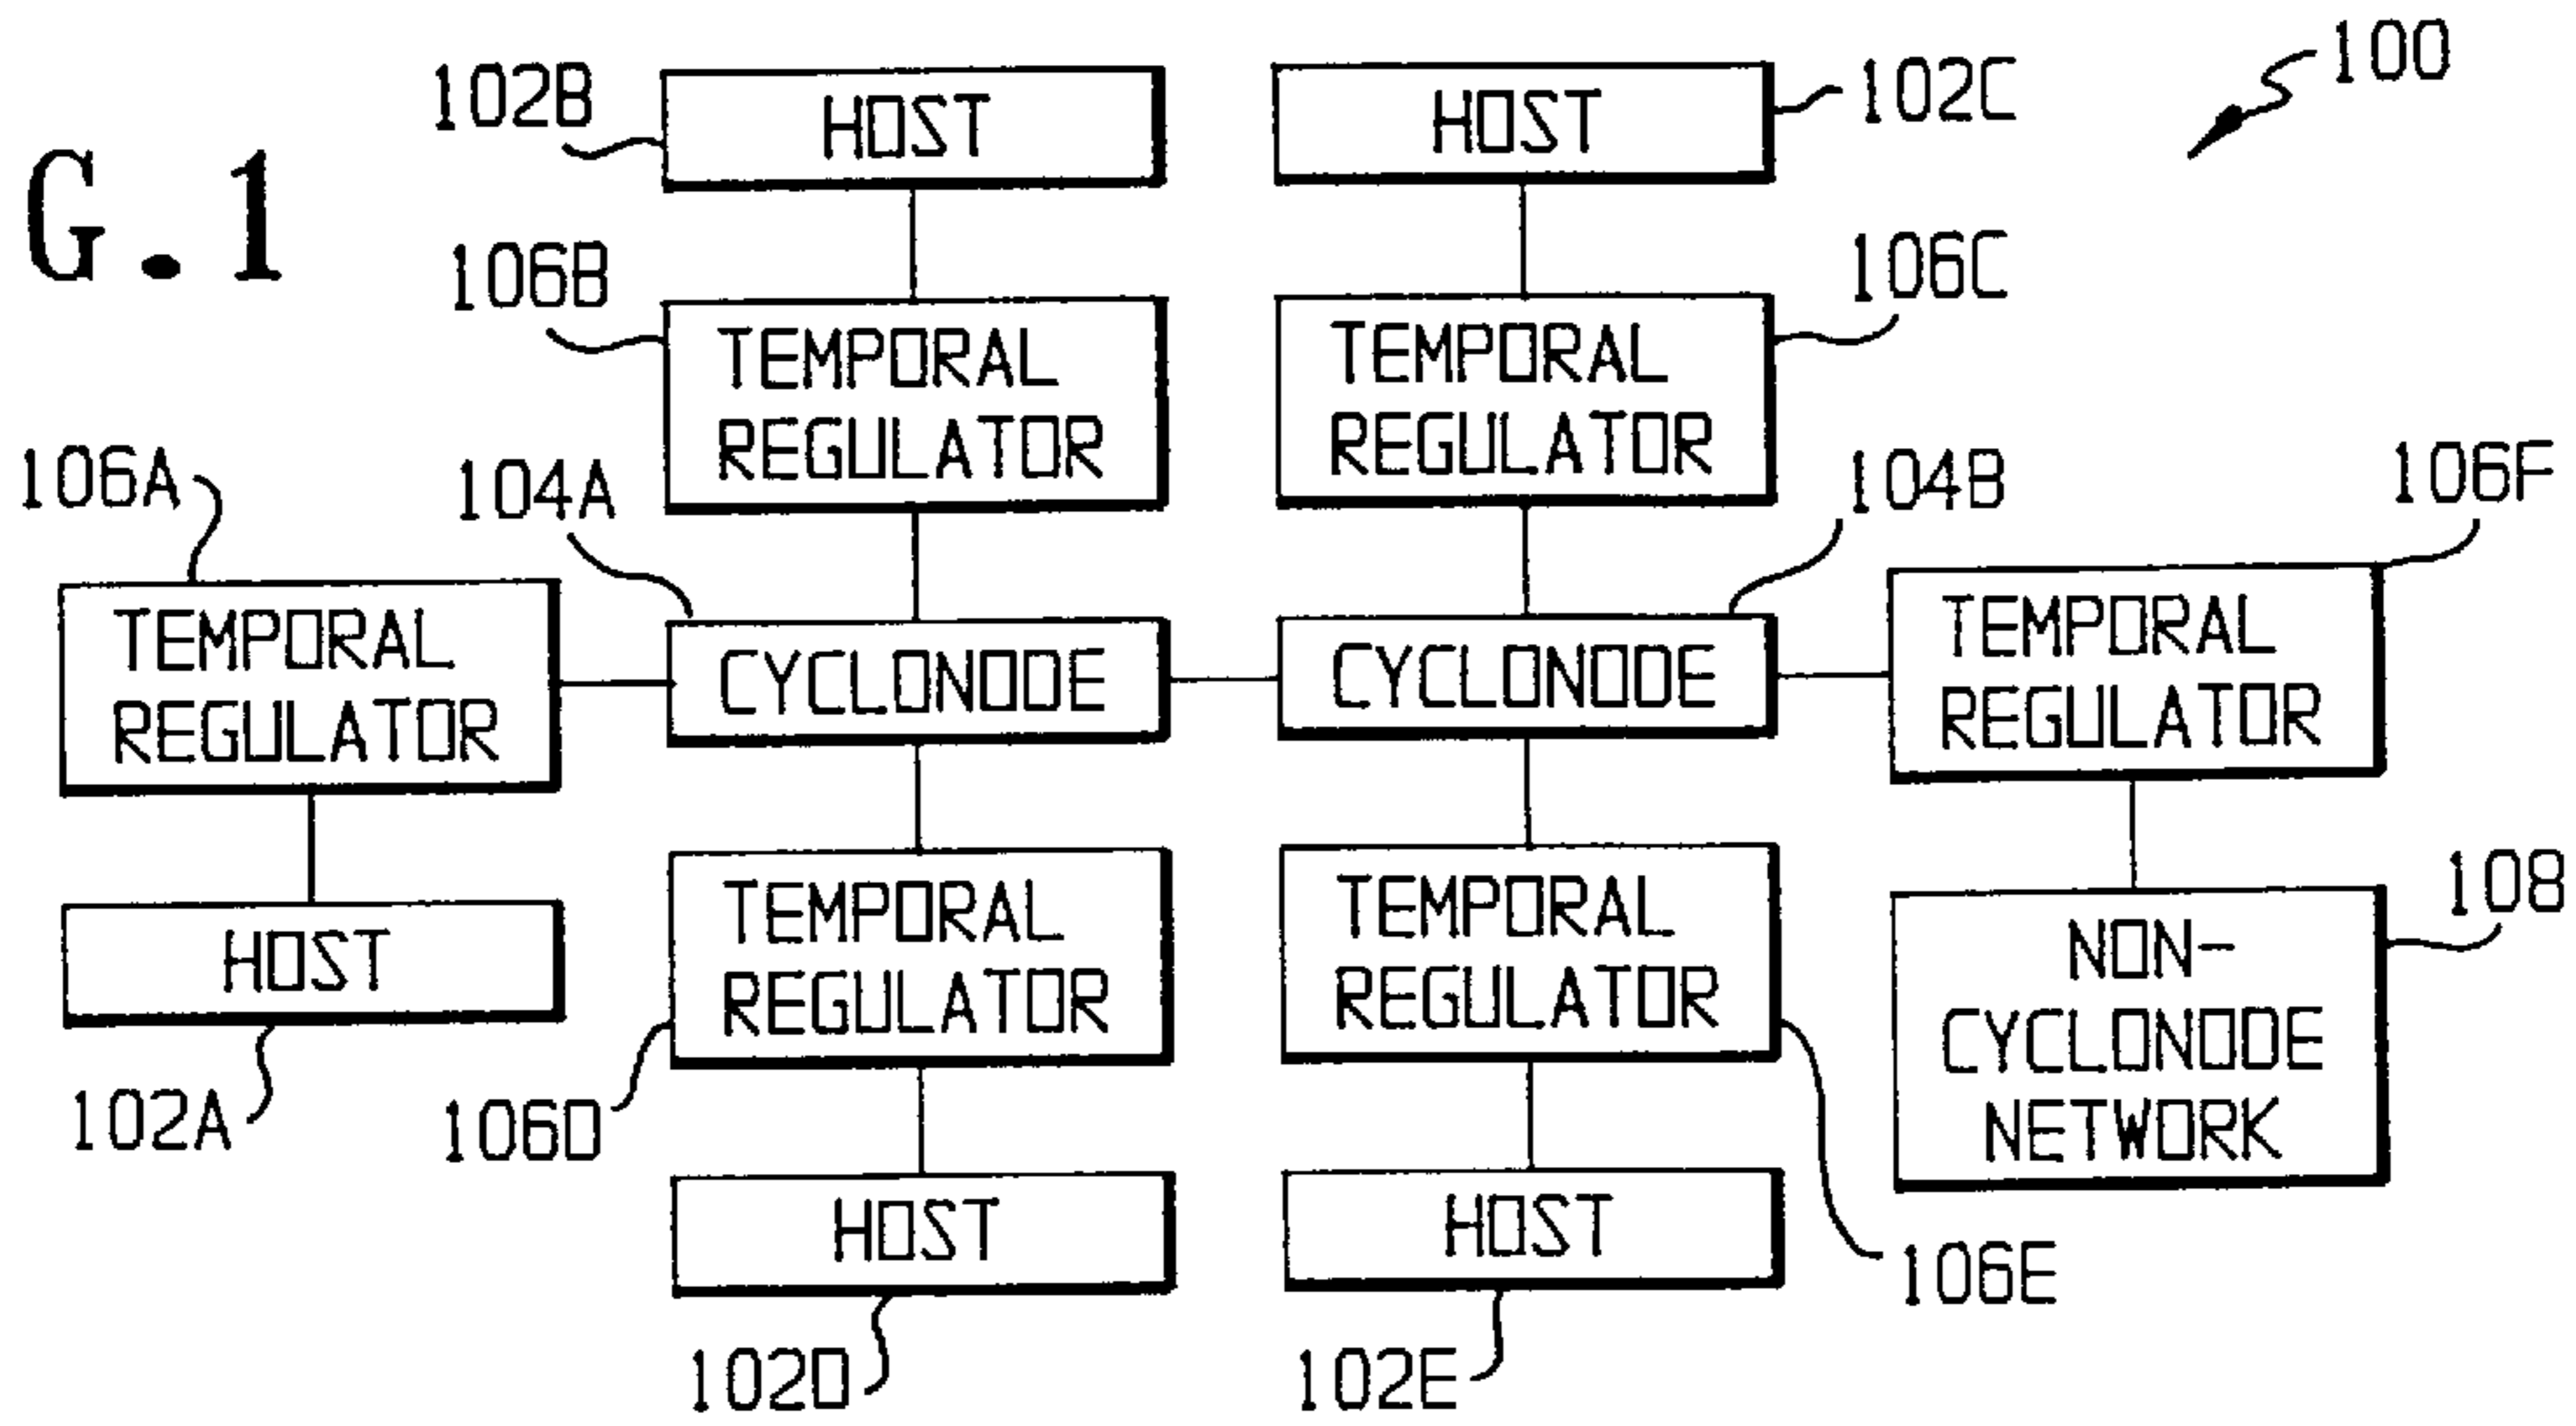 100
102B
HOST
HOST
102C
G.1
106B
TEMPORAL
REGULATOR
TEMPORAL
REGULATOR
106C
106A
104A
104B
106F
TEMPORAL
REGULATOR
CYCLONODE
CYCLONODE
TEMPORAL
REGULATOR
HOST
102A
TEMPORAL
REGULATOR
106D
TEMPORAL
REGULATOR
106E
108
NON-
CYCLONODE
NETWORK
HOST
102D
HOST
102E